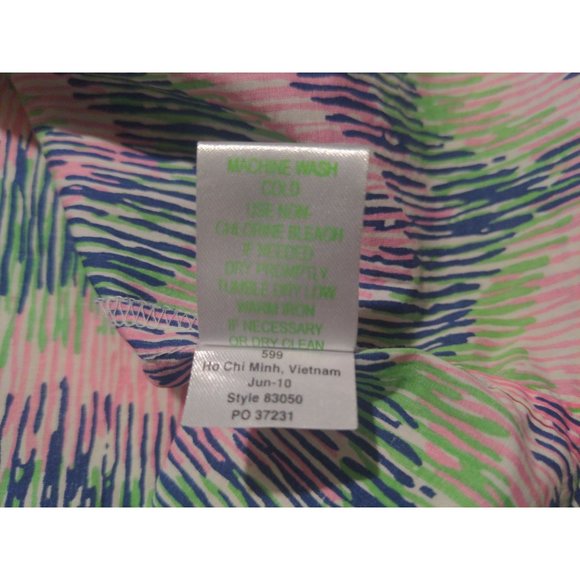 MACHINE WASH
COLD
USE NON-
CHLORINE BLEACH
IF NEEDED
DRY PROMPTLY
TUMBLE DRY LOW
WARM IRON
IF NECESSARY
OR DRY CLEAN
599
Ho Chi Minh, Vietnam
Jun-10
Style 83050
PO 37231